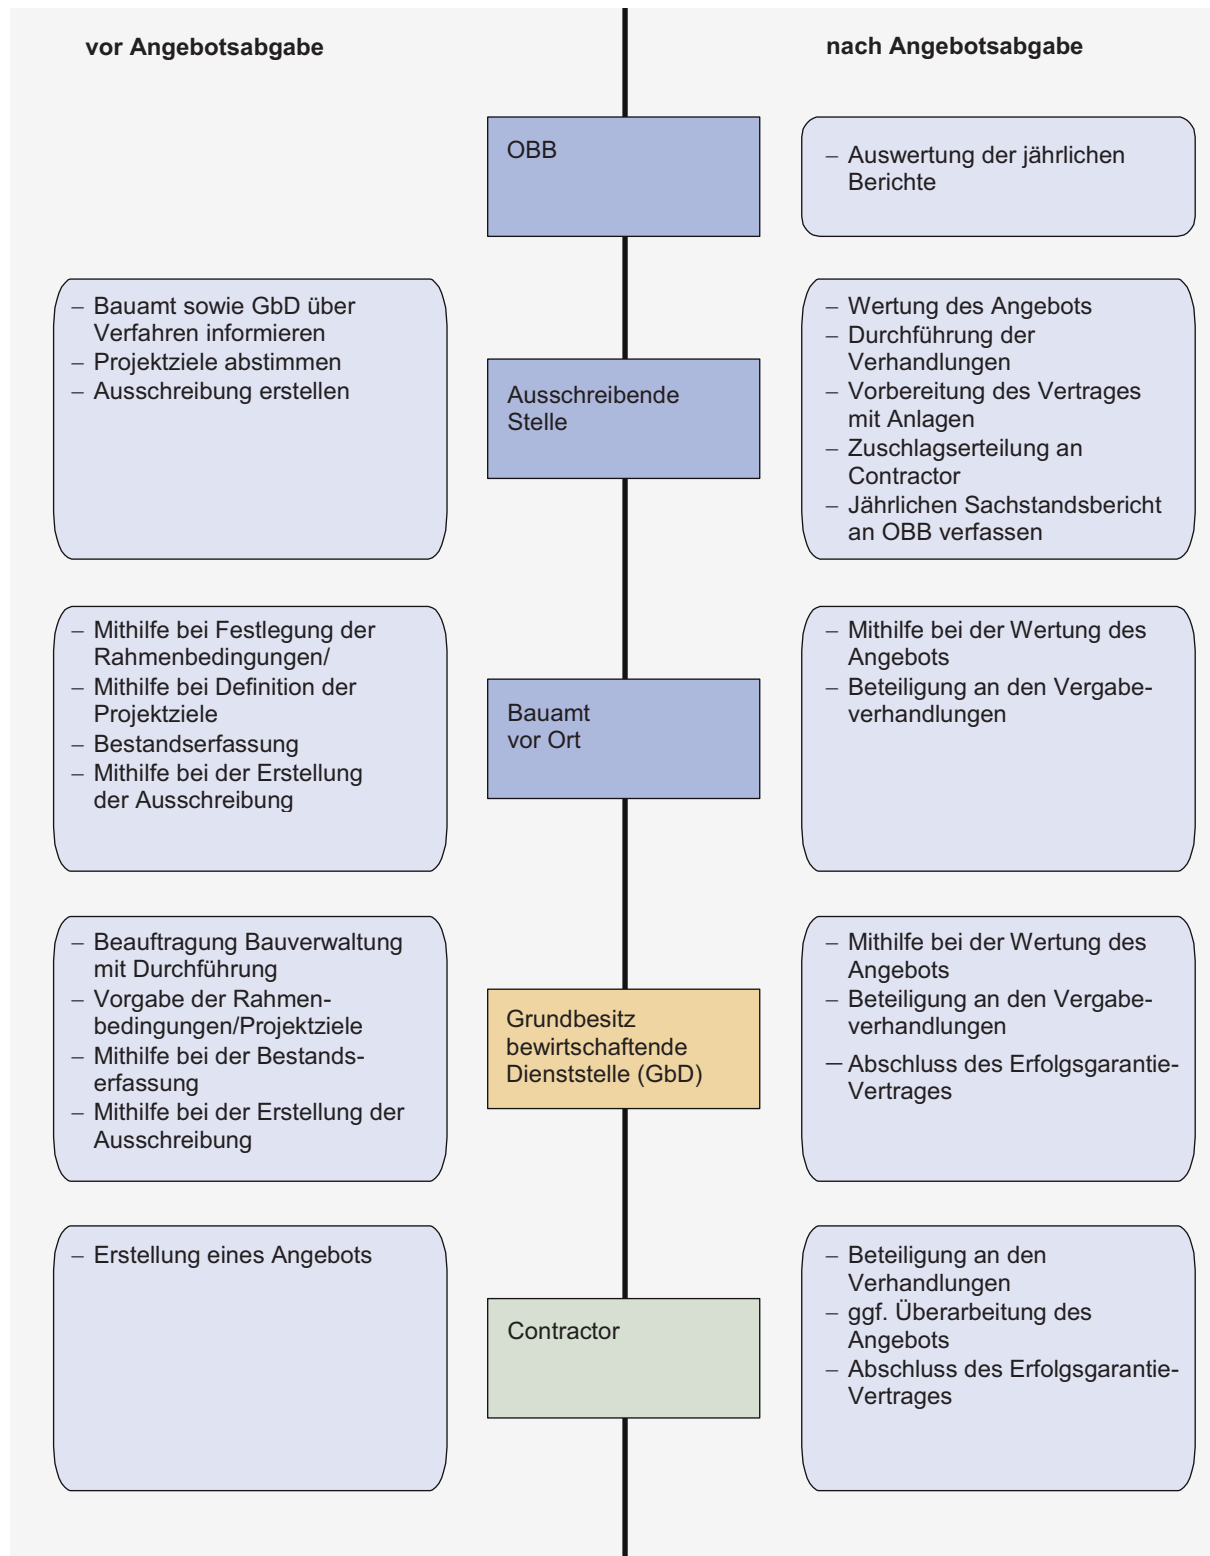 vor Angebotsabgabe
nach Angebotsabgabe
OBB
– Auswertung der jährlichen
Berichte
– Bauamt sowie GbD über
Verfahren informieren
– Projektziele abstimmen
– Ausschreibung erstellen
Ausschreibende
Stelle
– Wertung des Angebots
– Durchführung der
Verhandlungen
– Vorbereitung des Vertrages
mit Anlagen
– Zuschlagserteilung an
Contractor
– Jährlichen Sachstandsbericht
an OBB verfassen
– Mithilfe bei Festlegung der
Rahmenbedingungen/
– Mithilfe bei Definition der
Projektziele
– Bestandserfassung
– Mithilfe bei der Erstellung
der Ausschreibung
Bauamt
vor Ort
– Mithilfe bei der Wertung des
Angebots
– Beteiligung an den Vergabe-
verhandlungen
– Beauftragung Bauverwaltung
mit Durchführung
– Vorgabe der Rahmen-
bedingungen/Projektziele
– Mithilfe bei der Bestands-
erfassung
– Mithilfe bei der Erstellung der
Ausschreibung
Grundbesitz
bewirtschaftende
Dienststelle (GbD)
– Mithilfe bei der Wertung des
Angebots
– Beteiligung an den Vergabe-
verhandlungen
– Abschluss des Erfolgsgarantie-
Vertrages
– Erstellung eines Angebots
Contractor
– Beteiligung an den
Verhandlungen
– ggf. Überarbeitung des
Angebots
– Abschluss des Erfolgsgarantie-
Vertrages